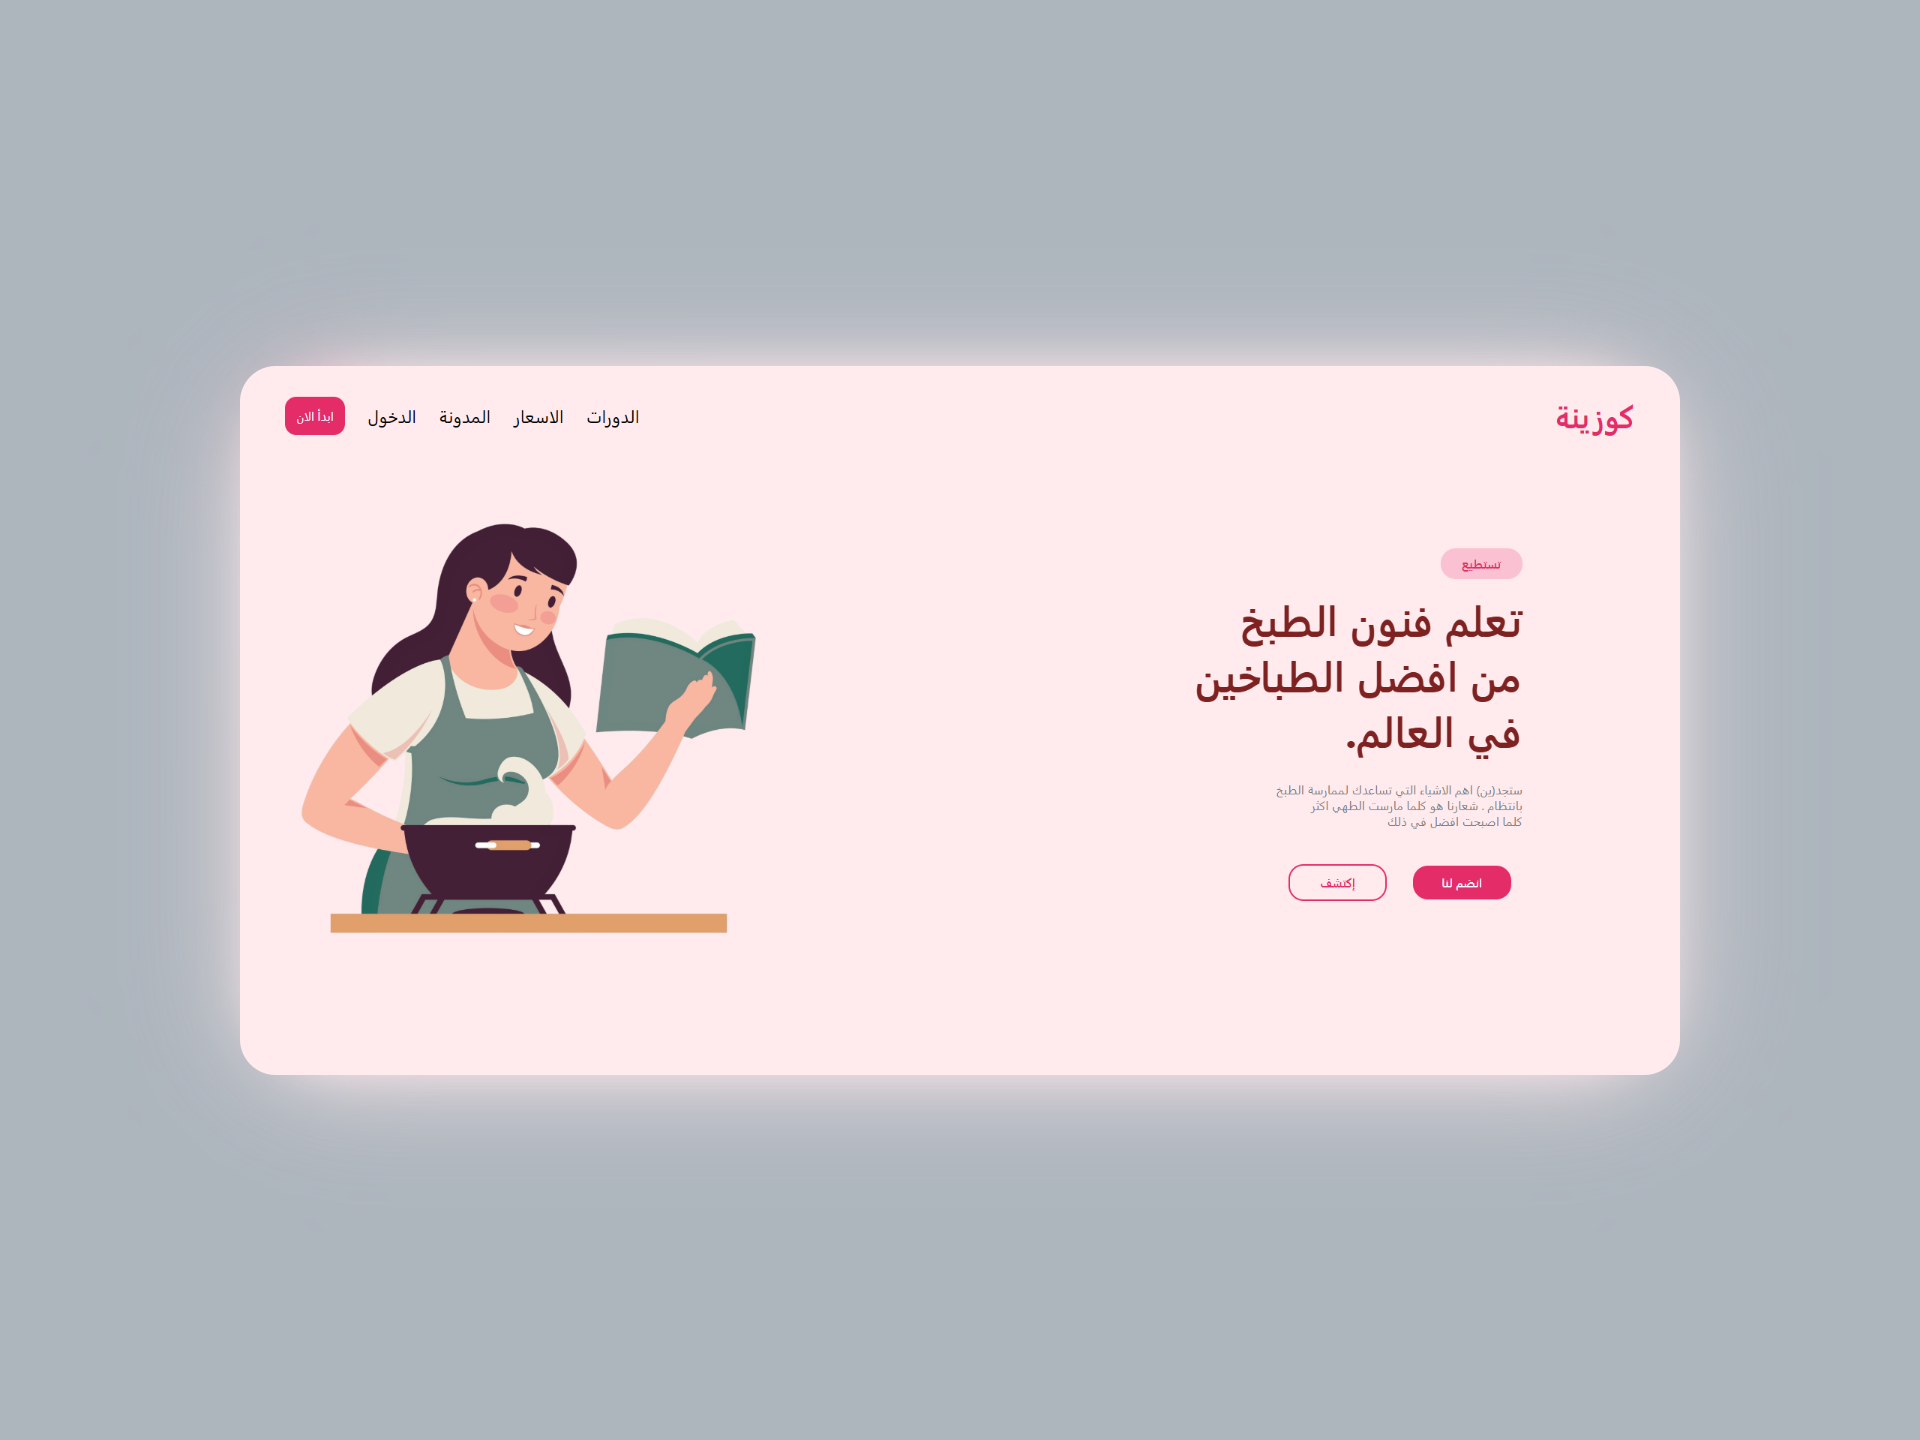 كوزينة
الدورات
الاسعار
المدونة
الدخول
ابدأ الان
تستطيع
تعلم فنون الطبخ
من افضل الطباخين
في العالم.
ستجد(ين) اهم الاشياء التي تساعدك لممارسة الطبخ
بانتظام . شعارنا هو كلما مارست الطهي اكثر
كلما اصبحت افضل في ذلك
انضم لنا
إكتشف